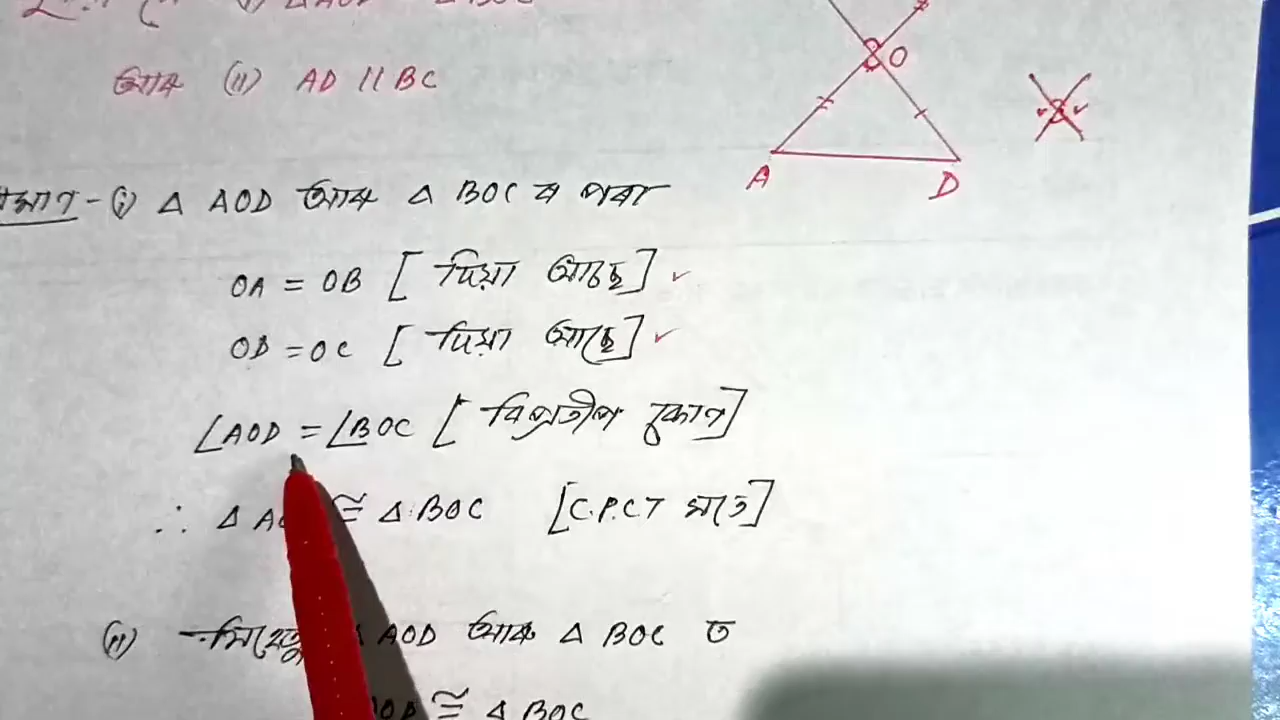 আৰু (ii) AD // BC
O
A
D
(i) Δ AOD আৰু Δ BOC ৰ পৰা
OA = OB [ দিয়া আছে ]
OD = OC [ দিয়া আছে ]
∠AOD = ∠BOC [ বিপ্ৰতীপ কোণ ]
∴ Δ ≅ Δ BOC [C.P.CT মতে]
(ii) AOD আৰু Δ BOC ত
≅ Δ BOC